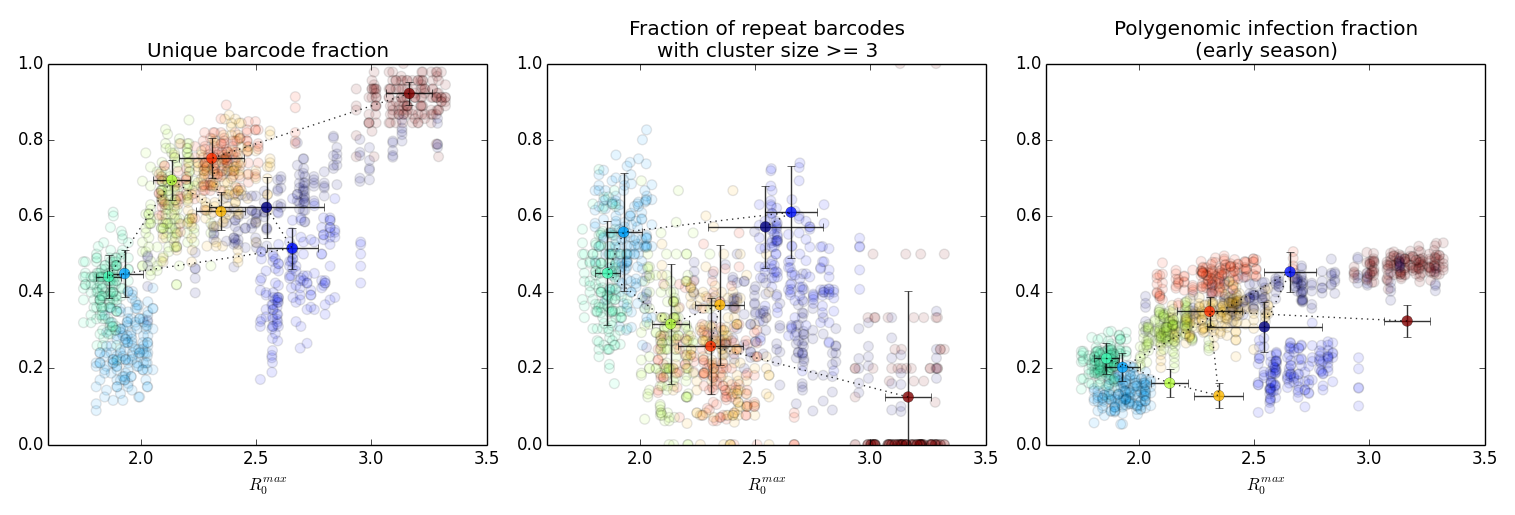 Unique barcode fraction
1.0
0.8
0.6
0.4
0.2
0.0
2.0 2.5 3.0 3.5
R_0^{max}
Fraction of repeat barcodes
with cluster size >= 3
1.0
0.8
0.6
0.4
0.2
0.0
2.0 2.5 3.0 3.5
R_0^{max}
Polygenomic infection fraction
(early season)
1.0
0.8
0.6
0.4
0.2
0.0
2.0 2.5 3.0 3.5
R_0^{max}